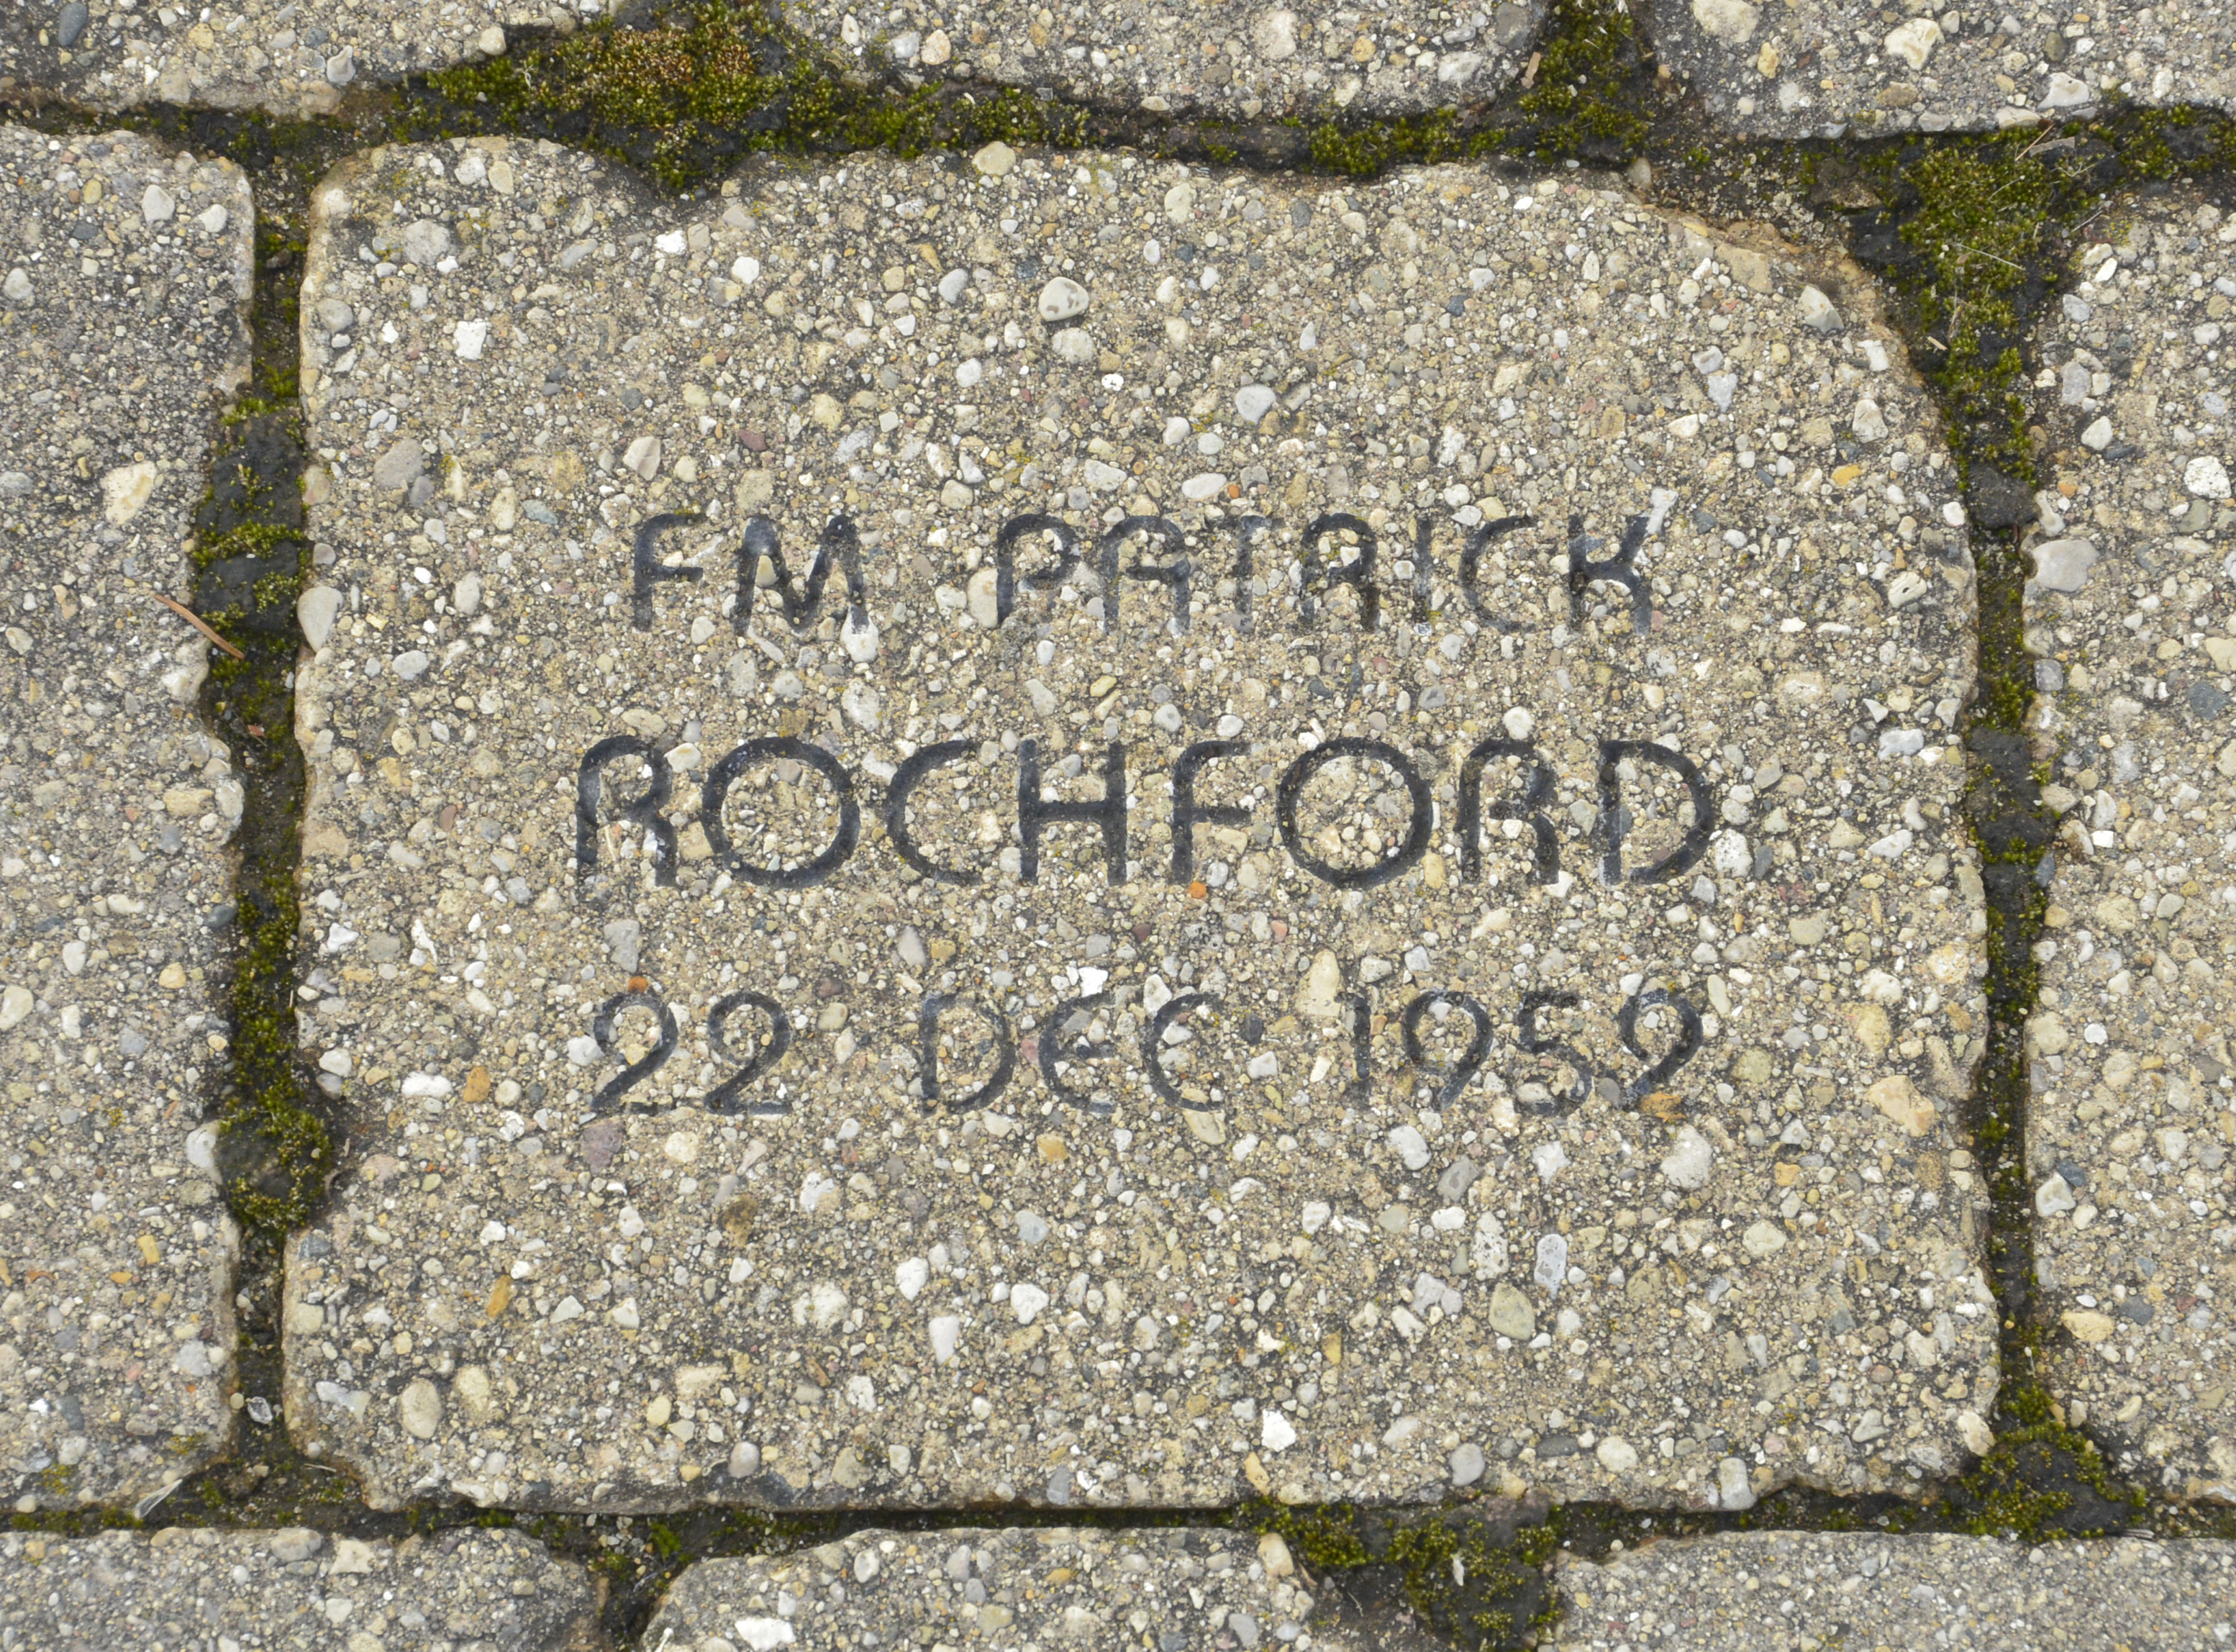 FM PATRICK
ROCHFORD
22 DEC 1959